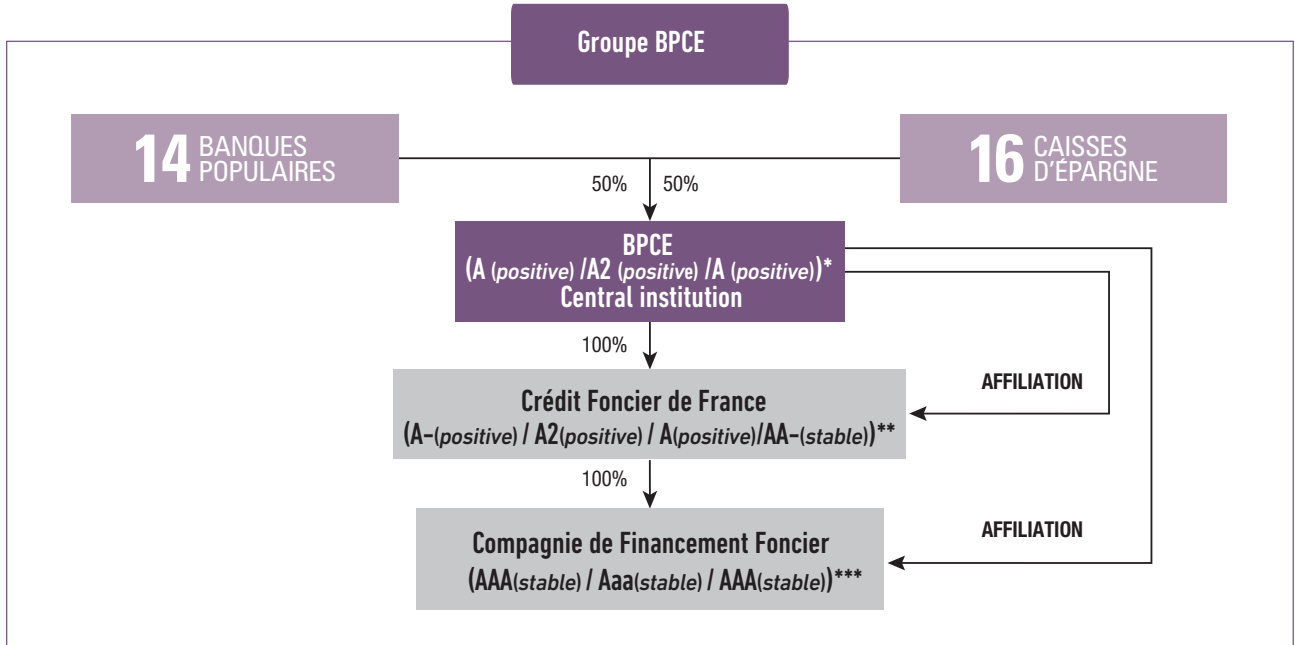 Groupe BPCE
14 BANQUES
POPULAIRES
16 CAISSES
D'ÉPARGNE
50% 50%
BPCE
(A (positive) /A2 (positive) /A (positive))*
Central institution
100%
AFFILIATION
Crédit Foncier de France
(A–(positive) / A2(positive) / A(positive)/AA–(stable))**
100%
AFFILIATION
Compagnie de Financement Foncier
(AAA(stable) / Aaa(stable) / AAA(stable))***